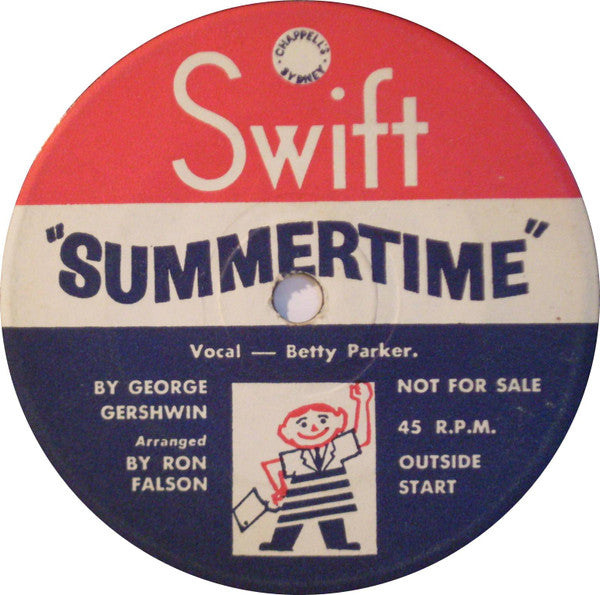 CHAPPELL'S
SYDNEY
Swift
"SUMMERTIME"
Vocal — Betty Parker.
BY GEORGE
GERSHWIN
Arranged
BY RON
FALSON
NOT FOR SALE
45 R.P.M.
OUTSIDE
START